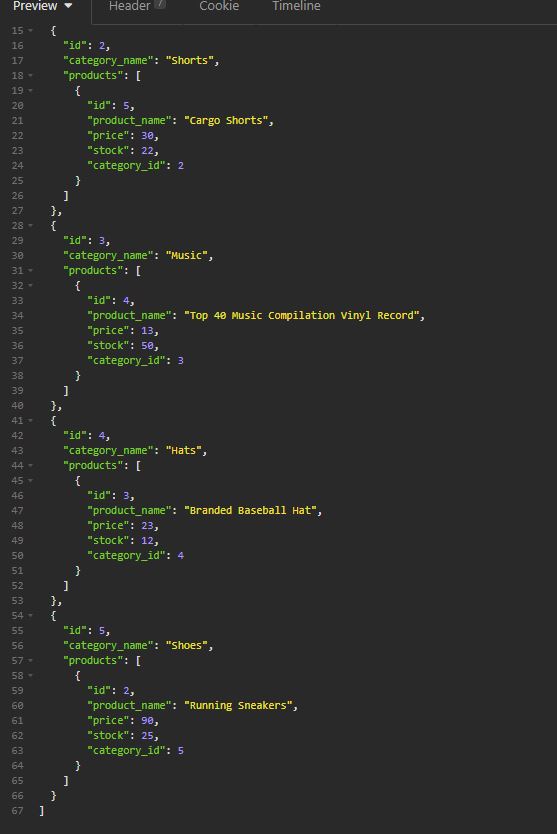 Preview Header 7 Cookie Timeline
15 {
16 "id": 2,
17 "category_name": "Shorts",
18 "products": [
19 {
20 "id": 5,
21 "product_name": "Cargo Shorts",
22 "price": 30,
23 "stock": 22,
24 "category_id": 2
25 }
26 ]
27 },
28 {
29 "id": 3,
30 "category_name": "Music",
31 "products": [
32 {
33 "id": 4,
34 "product_name": "Top 40 Music Compilation Vinyl Record",
35 "price": 13,
36 "stock": 50,
37 "category_id": 3
38 }
39 ]
40 },
41 {
42 "id": 4,
43 "category_name": "Hats",
44 "products": [
45 {
46 "id": 3,
47 "product_name": "Branded Baseball Hat",
48 "price": 23,
49 "stock": 12,
50 "category_id": 4
51 }
52 ]
53 },
54 {
55 "id": 5,
56 "category_name": "Shoes",
57 "products": [
58 {
59 "id": 2,
60 "product_name": "Running Sneakers",
61 "price": 90,
62 "stock": 25,
63 "category_id": 5
64 }
65 ]
66 }
67 ]